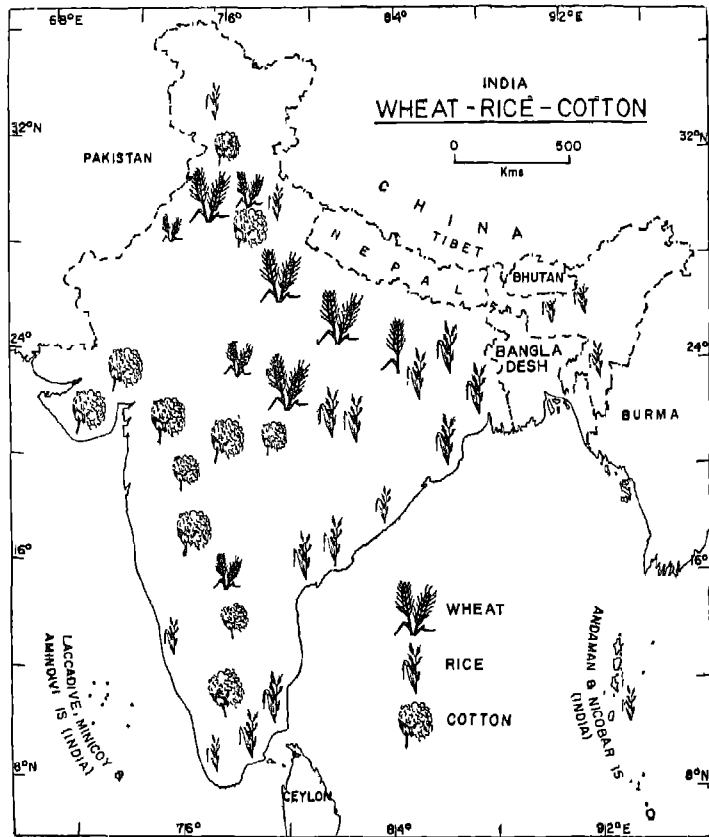 68°E
76°
84°
92°E
INDIA
WHEAT-RICE-COTTON
0 500
Kms
32°N
32°N
PAKISTAN
CHINA
TIBET
NEPAL
BHUTAN
24°
24°
BANGLA
DESH
BURMA
16°
16°
WHEAT
RICE
COTTON
LACCADIVE, MINICOY
AMINDIVI IS (INDIA)
ANDAMAN & NICOBAR IS
(INDIA)
8°N
8°N
CEYLON
76°
84°
92°E